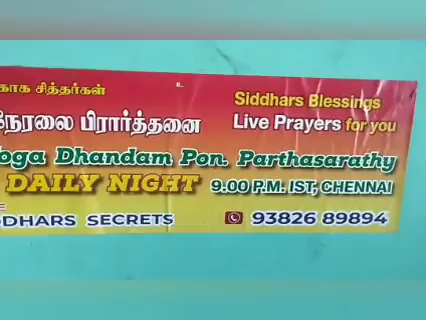 காக சித்தர்கள்
நேரலை பிரார்த்தனை
Siddhars Blessings
Live Prayers for you
oga Dhandam Pon. Parthasarathy
DAILY NIGHT 9.00 P.M. IST, CHENNAI
DDHARS SECRETS
93826 89894